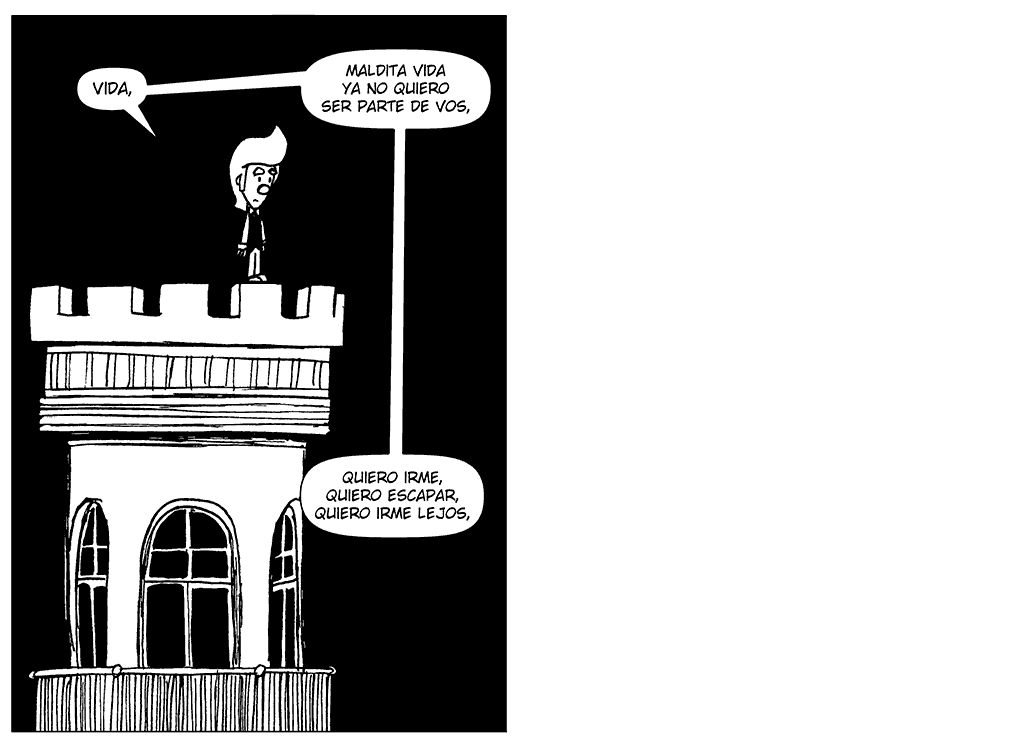 VIDA,
MALDITA VIDA
YA NO QUIERO
SER PARTE DE VOS,
QUIERO IRME,
QUIERO ESCAPAR,
QUIERO IRME LEJOS,